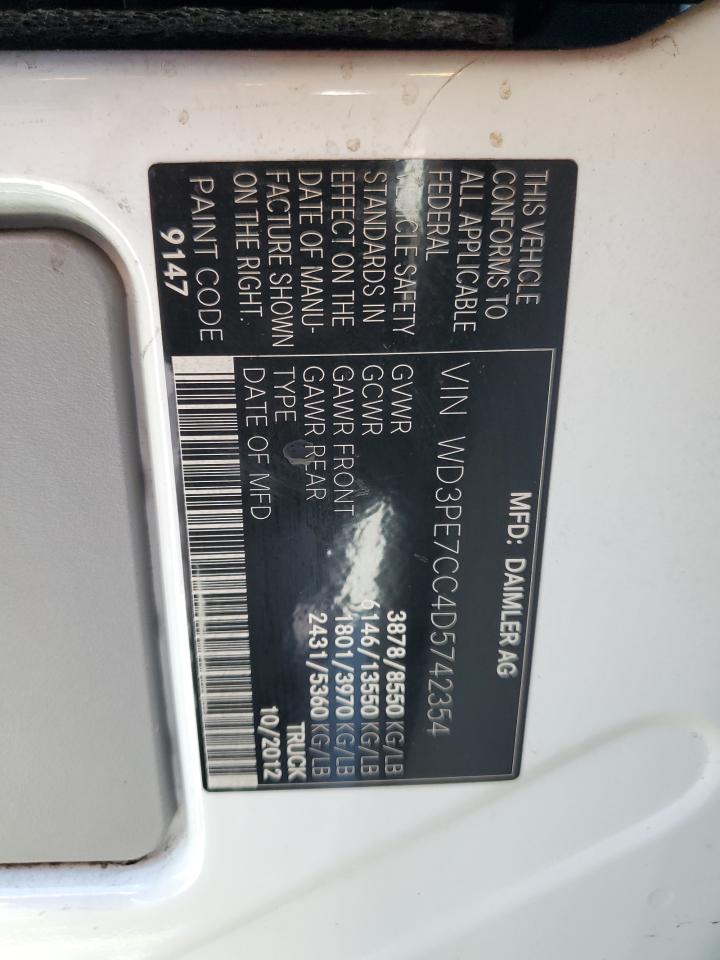 THIS VEHICLE
CONFORMS TO
ALL APPLICABLE
FEDERAL
VEHICLE SAFETY
STANDARDS IN
EFFECT ON THE
DATE OF MANU-
FACTURE SHOWN
ON THE RIGHT.
PAINT CODE
9147
MFD: DAIMLER AG
VIN WD3PE7CC4D5742354
GVWR 3878/8550 KG/LB
GCWR 6146/13550 KG/LB
GAWR FRONT 1801/3970 KG/LB
GAWR REAR 2431/5360 KG/LB
TYPE TRUCK
DATE OF MFD 10/2012